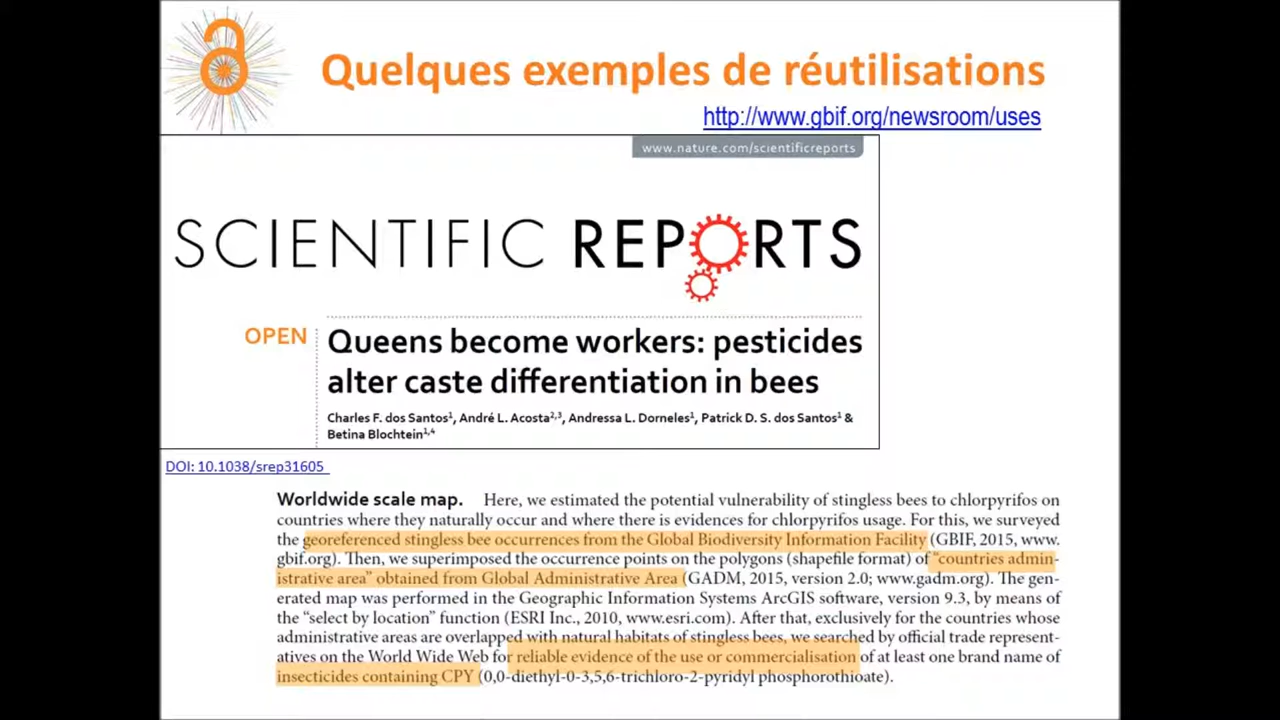 Quelques exemples de réutilisations
http://www.gbif.org/newsroom/uses
www.nature.com/scientificreports
SCIENTIFIC REPORTS
OPEN
Queens become workers: pesticides
alter caste differentiation in bees
Charles F. dos Santos¹, André L. Acosta²,³, Andressa L. Dorneles¹, Patrick D. S. dos Santos¹ &
Betina Blochtein¹,⁴
DOI: 10.1038/srep31605
Worldwide scale map. Here, we estimated the potential vulnerability of stingless bees to chlorpyrifos on
countries where they naturally occur and where there is evidences for chlorpyrifos usage. For this, we surveyed
the georeferenced stingless bee occurrences from the Global Biodiversity Information Facility (GBIF, 2015, www.
gbif.org). Then, we superimposed the occurrence points on the polygons (shapefile format) of “countries admin-
istrative area” obtained from Global Administrative Area (GADM, 2015, version 2.0; www.gadm.org). The gen-
erated map was performed in the Geographic Information Systems ArcGIS software, version 9.3, by means of
the “select by location” function (ESRI Inc., 2010, www.esri.com). After that, exclusively for the countries whose
administrative areas are overlapped with natural habitats of stingless bees, we searched by official trade represent-
atives on the World Wide Web for reliable evidence of the use or commercialisation of at least one brand name of
insecticides containing CPY (0,0-diethyl-0-3,5,6-trichloro-2-pyridyl phosphorothioate).